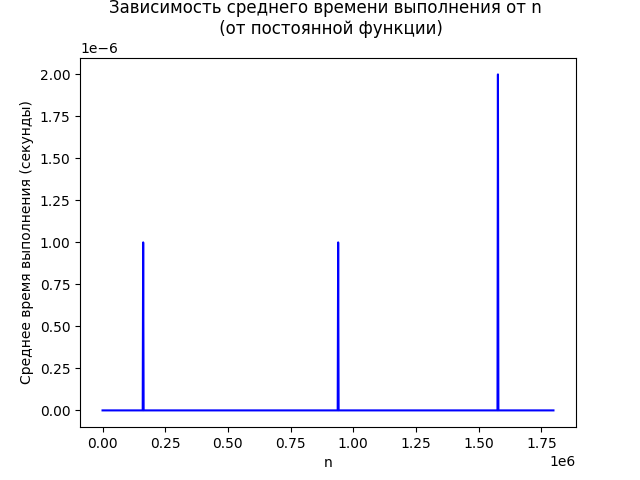 Зависимость среднего времени выполнения от n
(от постоянной функции)
1e−6
2.00
1.75
1.50
1.25
1.00
0.75
0.50
0.25
0.00
Среднее время выполнения (секунды)
0.00 0.25 0.50 0.75 1.00 1.25 1.50 1.75
1e6
n